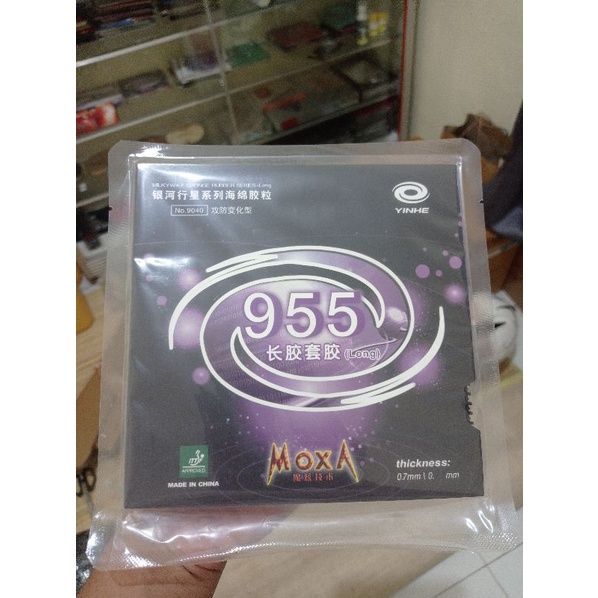 MILKYWAY SPONGE RUBBER SERIES-Long
银河行星系列海绵胶粒
No.9040 攻防变化型
YINHE
955
长胶套胶 (Long)
MOXA
APPROVED
MADE IN CHINA
thickness:
0.7mm \ 0. mm